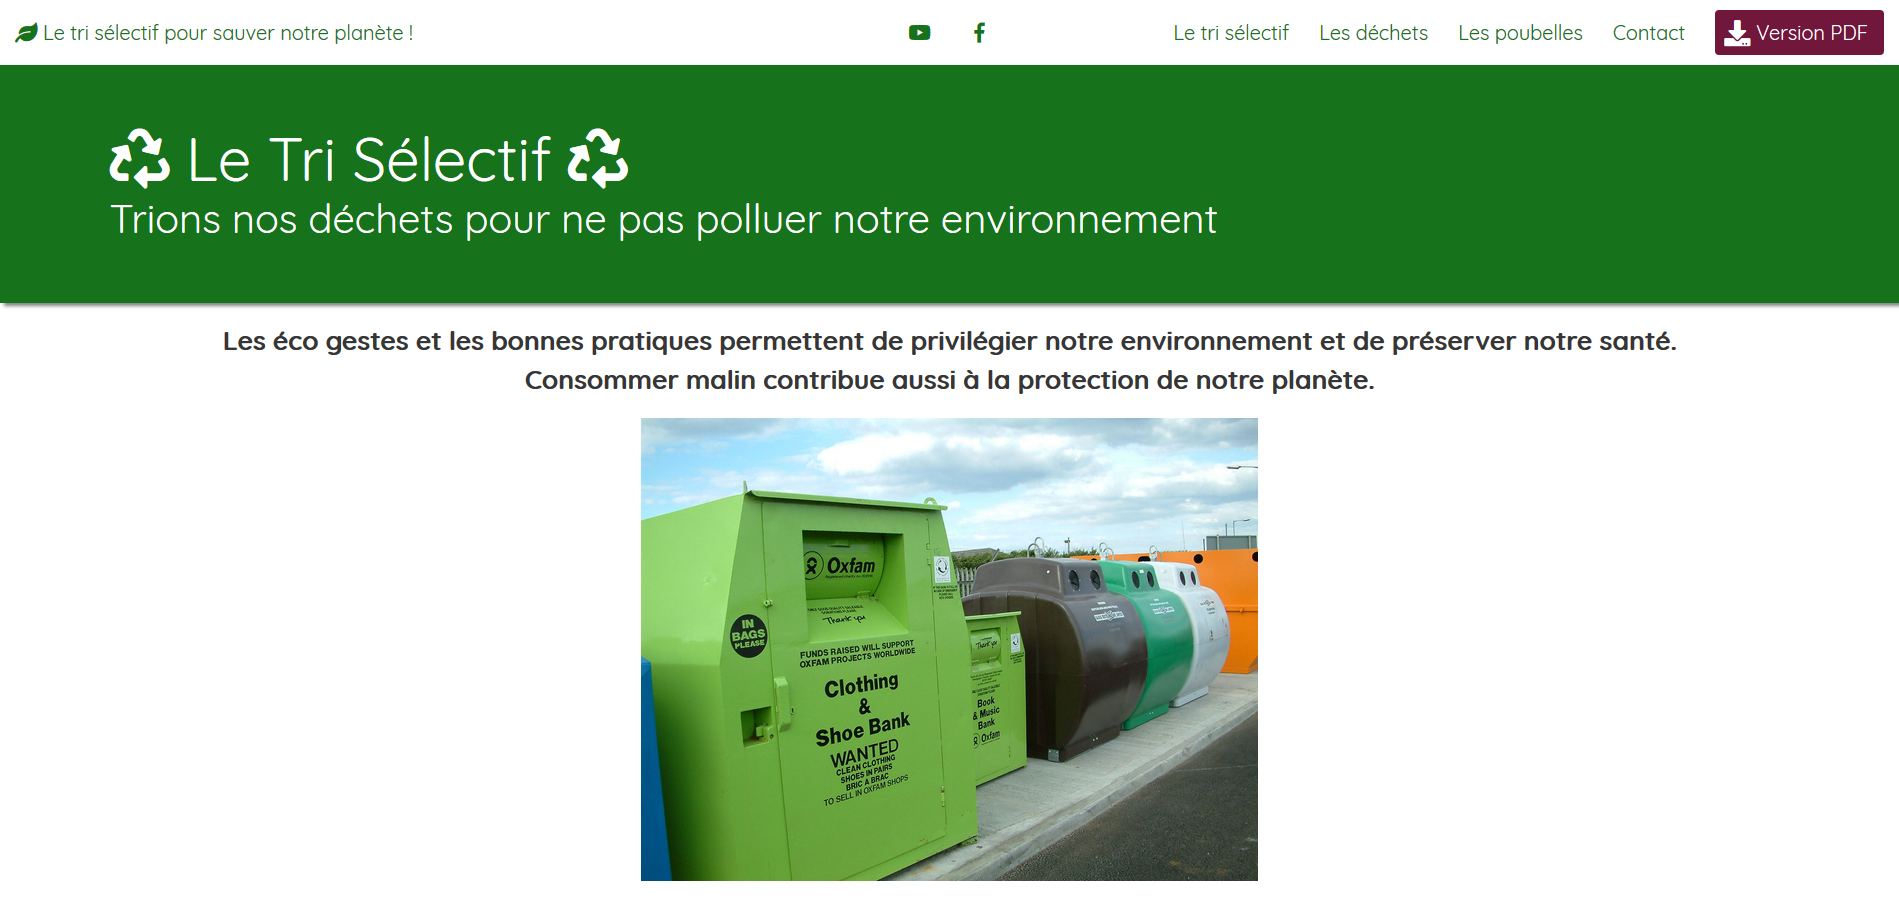 Le tri sélectif pour sauver notre planète !
Le tri sélectif
Les déchets
Les poubelles
Contact
Version PDF
Le Tri Sélectif
Trions nos déchets pour ne pas polluer notre environnement
Les éco gestes et les bonnes pratiques permettent de privilégier notre environnement et de préserver notre santé.
Consommer malin contribue aussi à la protection de notre planète.
Oxfam
Thank you
IN
BAGS
PLEASE
FUNDS RAISED WILL SUPPORT
OXFAM PROJECTS WORLDWIDE
Clothing
&
Shoe Bank
WANTED
CLEAN CLOTHING
SHOES IN PAIRS
BRIC A BRAC
TO SELL IN OXFAM SHOPS
Thank you
Book
& Music
Bank
Oxfam